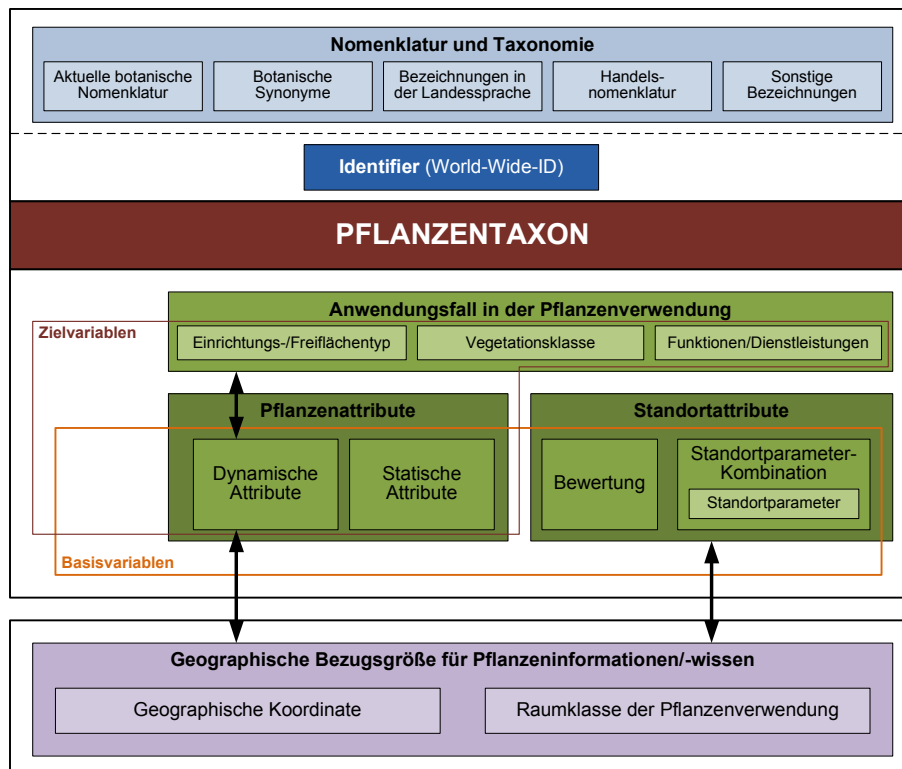 Nomenklatur und Taxonomie
Aktuelle botanische
Nomenklatur
Botanische
Synonyme
Bezeichnungen in
der Landessprache
Handels-
nomenklatur
Sonstige
Bezeichnungen
Identifier (World-Wide-ID)
PFLANZENTAXON
Anwendungsfall in der Pflanzenverwendung
Zielvariablen
Einrichtungs-/Freiflächentyp
Vegetationsklasse
Funktionen/Dienstleistungen
Pflanzenattribute
Standortattribute
Dynamische
Attribute
Statische
Attribute
Bewertung
Standortparameter-
Kombination
Standortparameter
Basisvariablen
Geographische Bezugsgröße für Pflanzeninformationen/-wissen
Geographische Koordinate
Raumklasse der Pflanzenverwendung